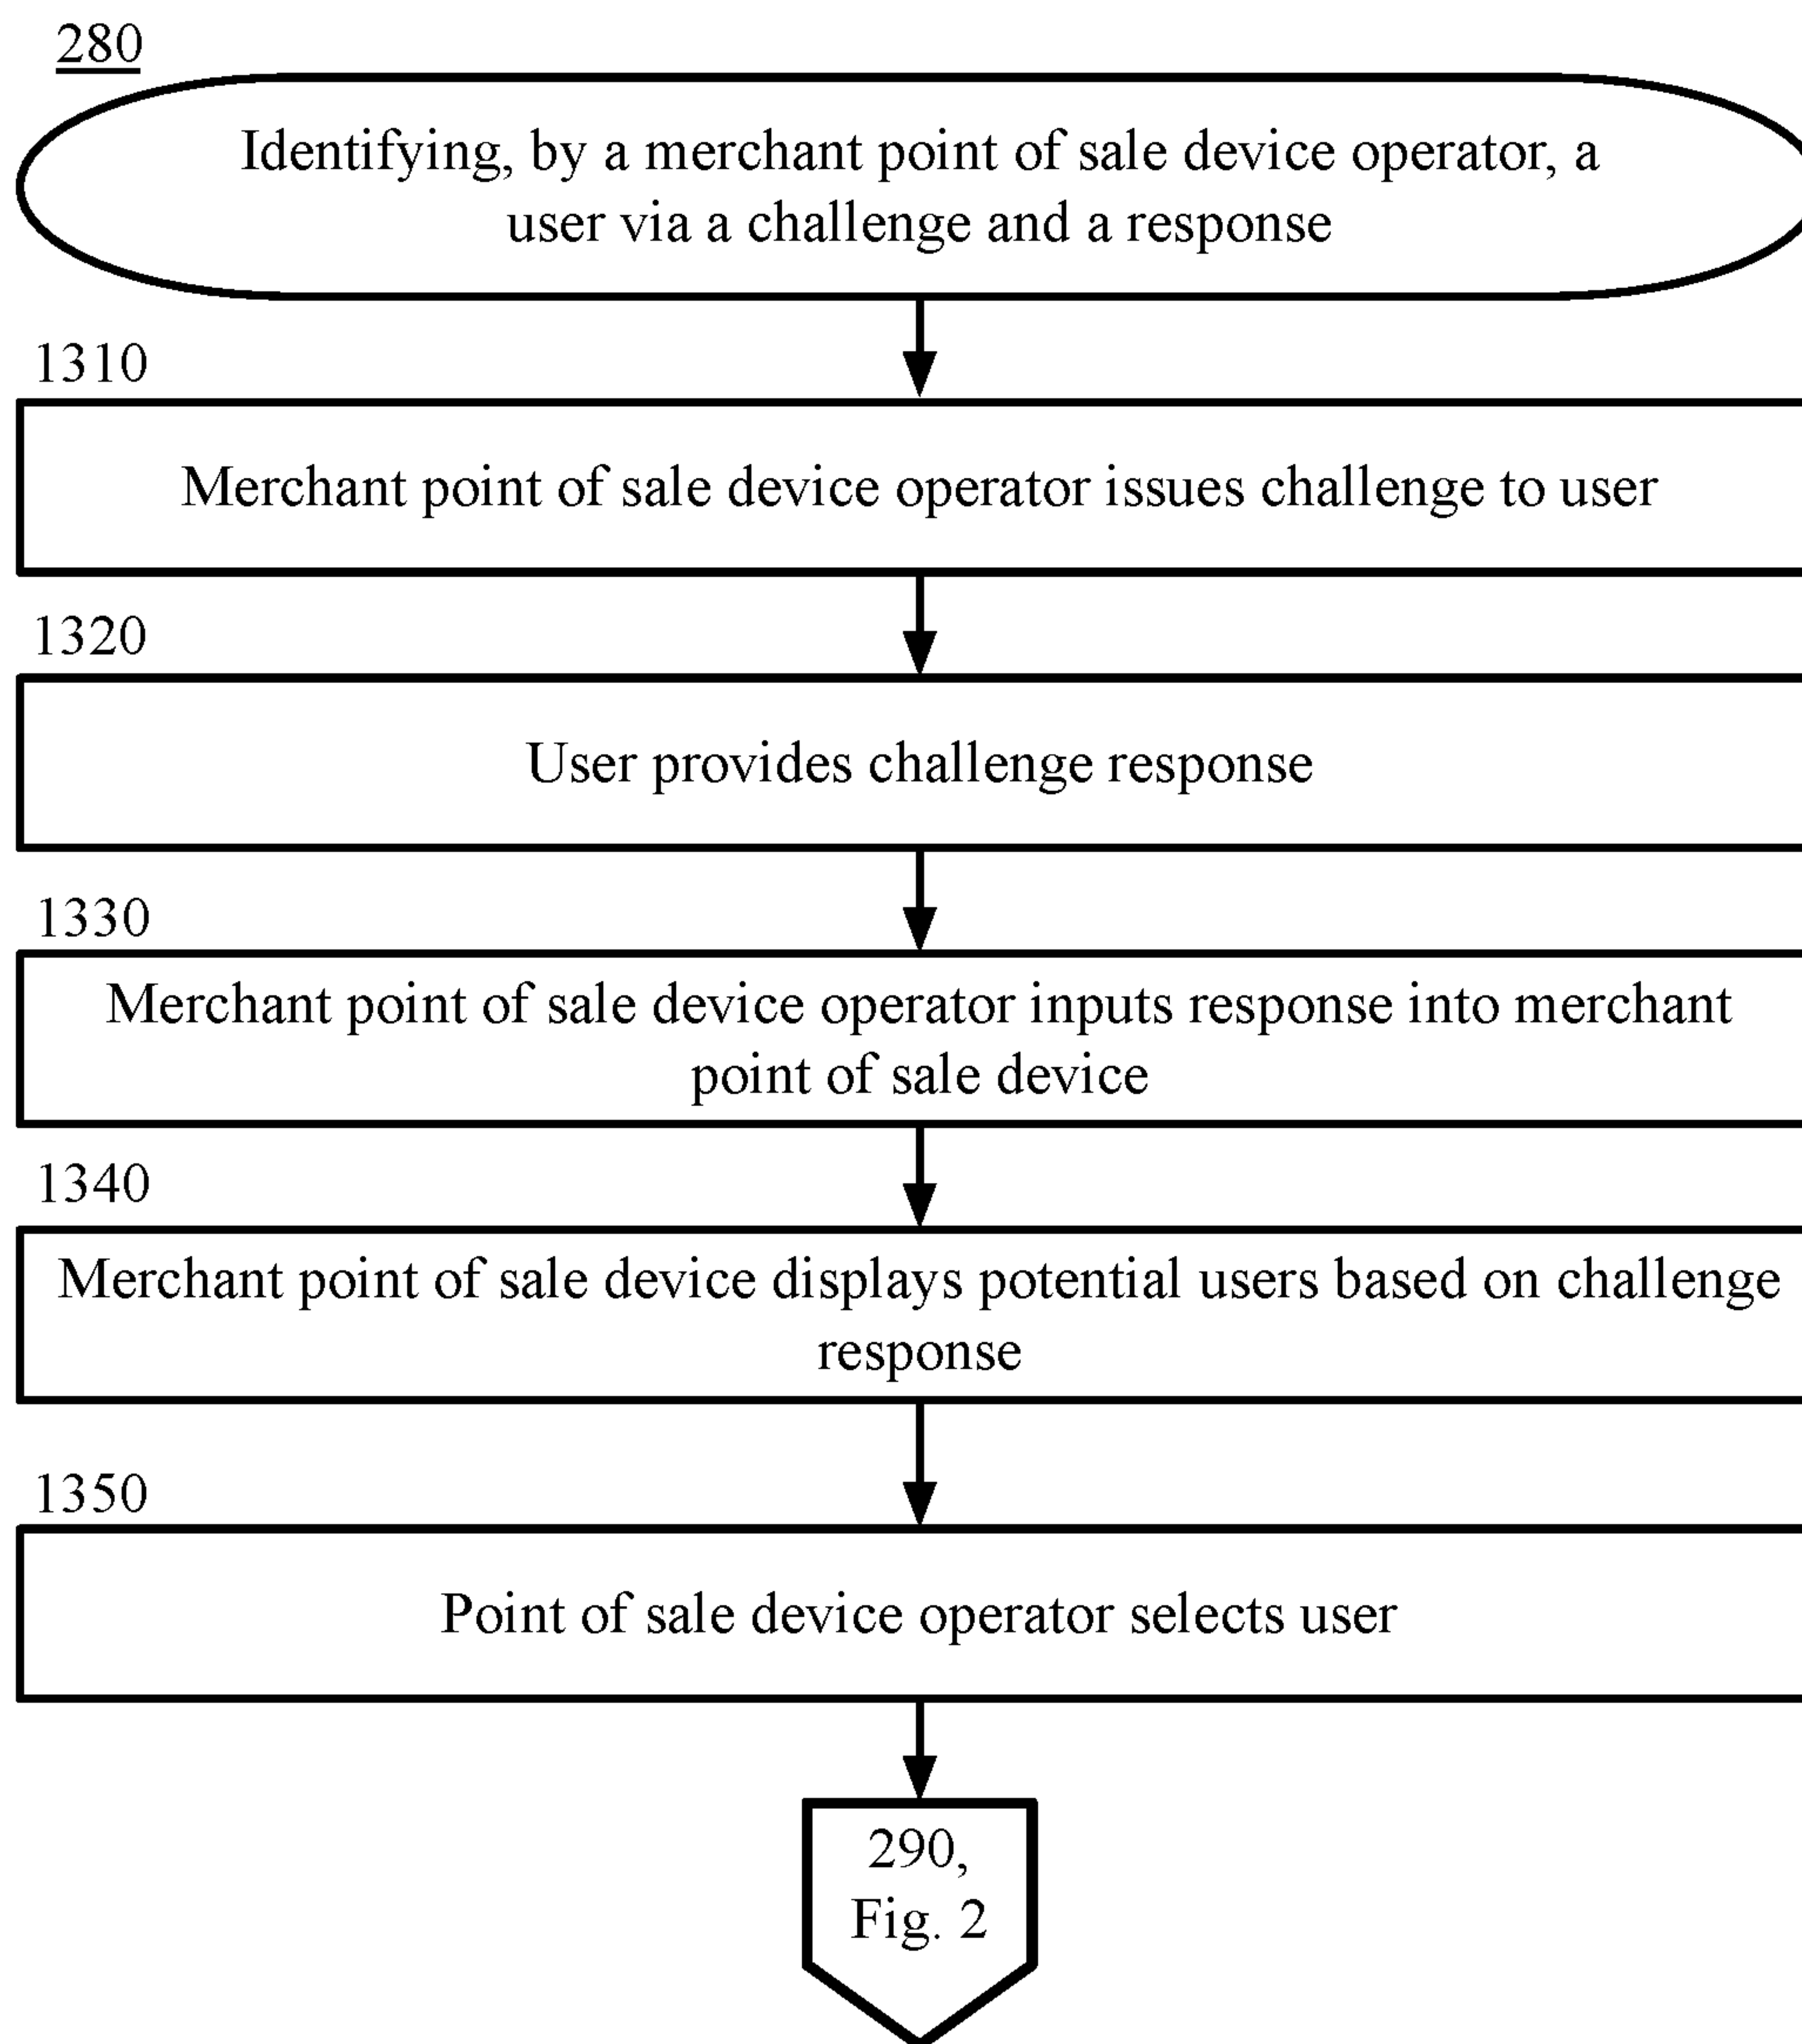 280
Identifying, by a merchant point of sale device operator, a
user via a challenge and a response
1310
Merchant point of sale device operator issues challenge to user
1320
User provides challenge response
1330
Merchant point of sale device operator inputs response into merchant
point of sale device
1340
Merchant point of sale device displays potential users based on challenge
response
1350
Point of sale device operator selects user
290,
Fig. 2